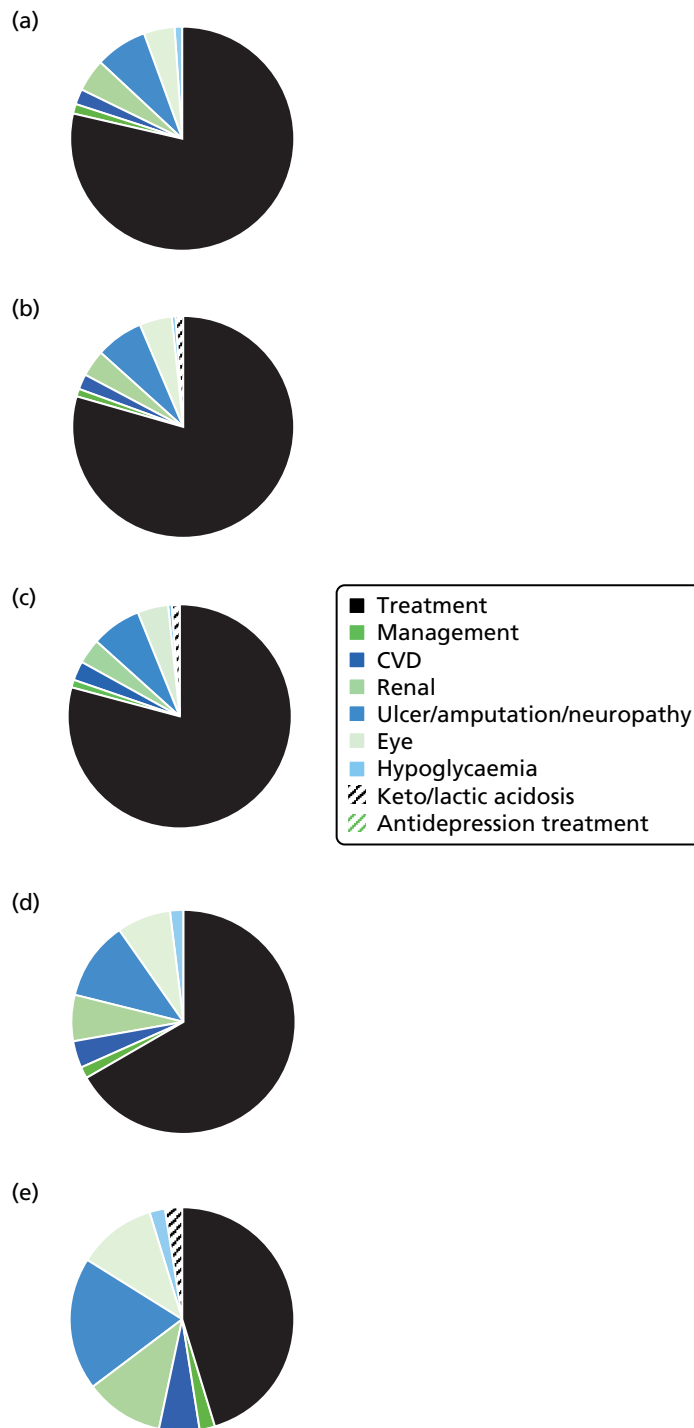 (a)
(b)
(c)
Treatment
Management
CVD
Renal
Ulcer/amputation/neuropathy
Eye
Hypoglycaemia
Keto/lactic acidosis
Antidepression treatment
(d)
(e)